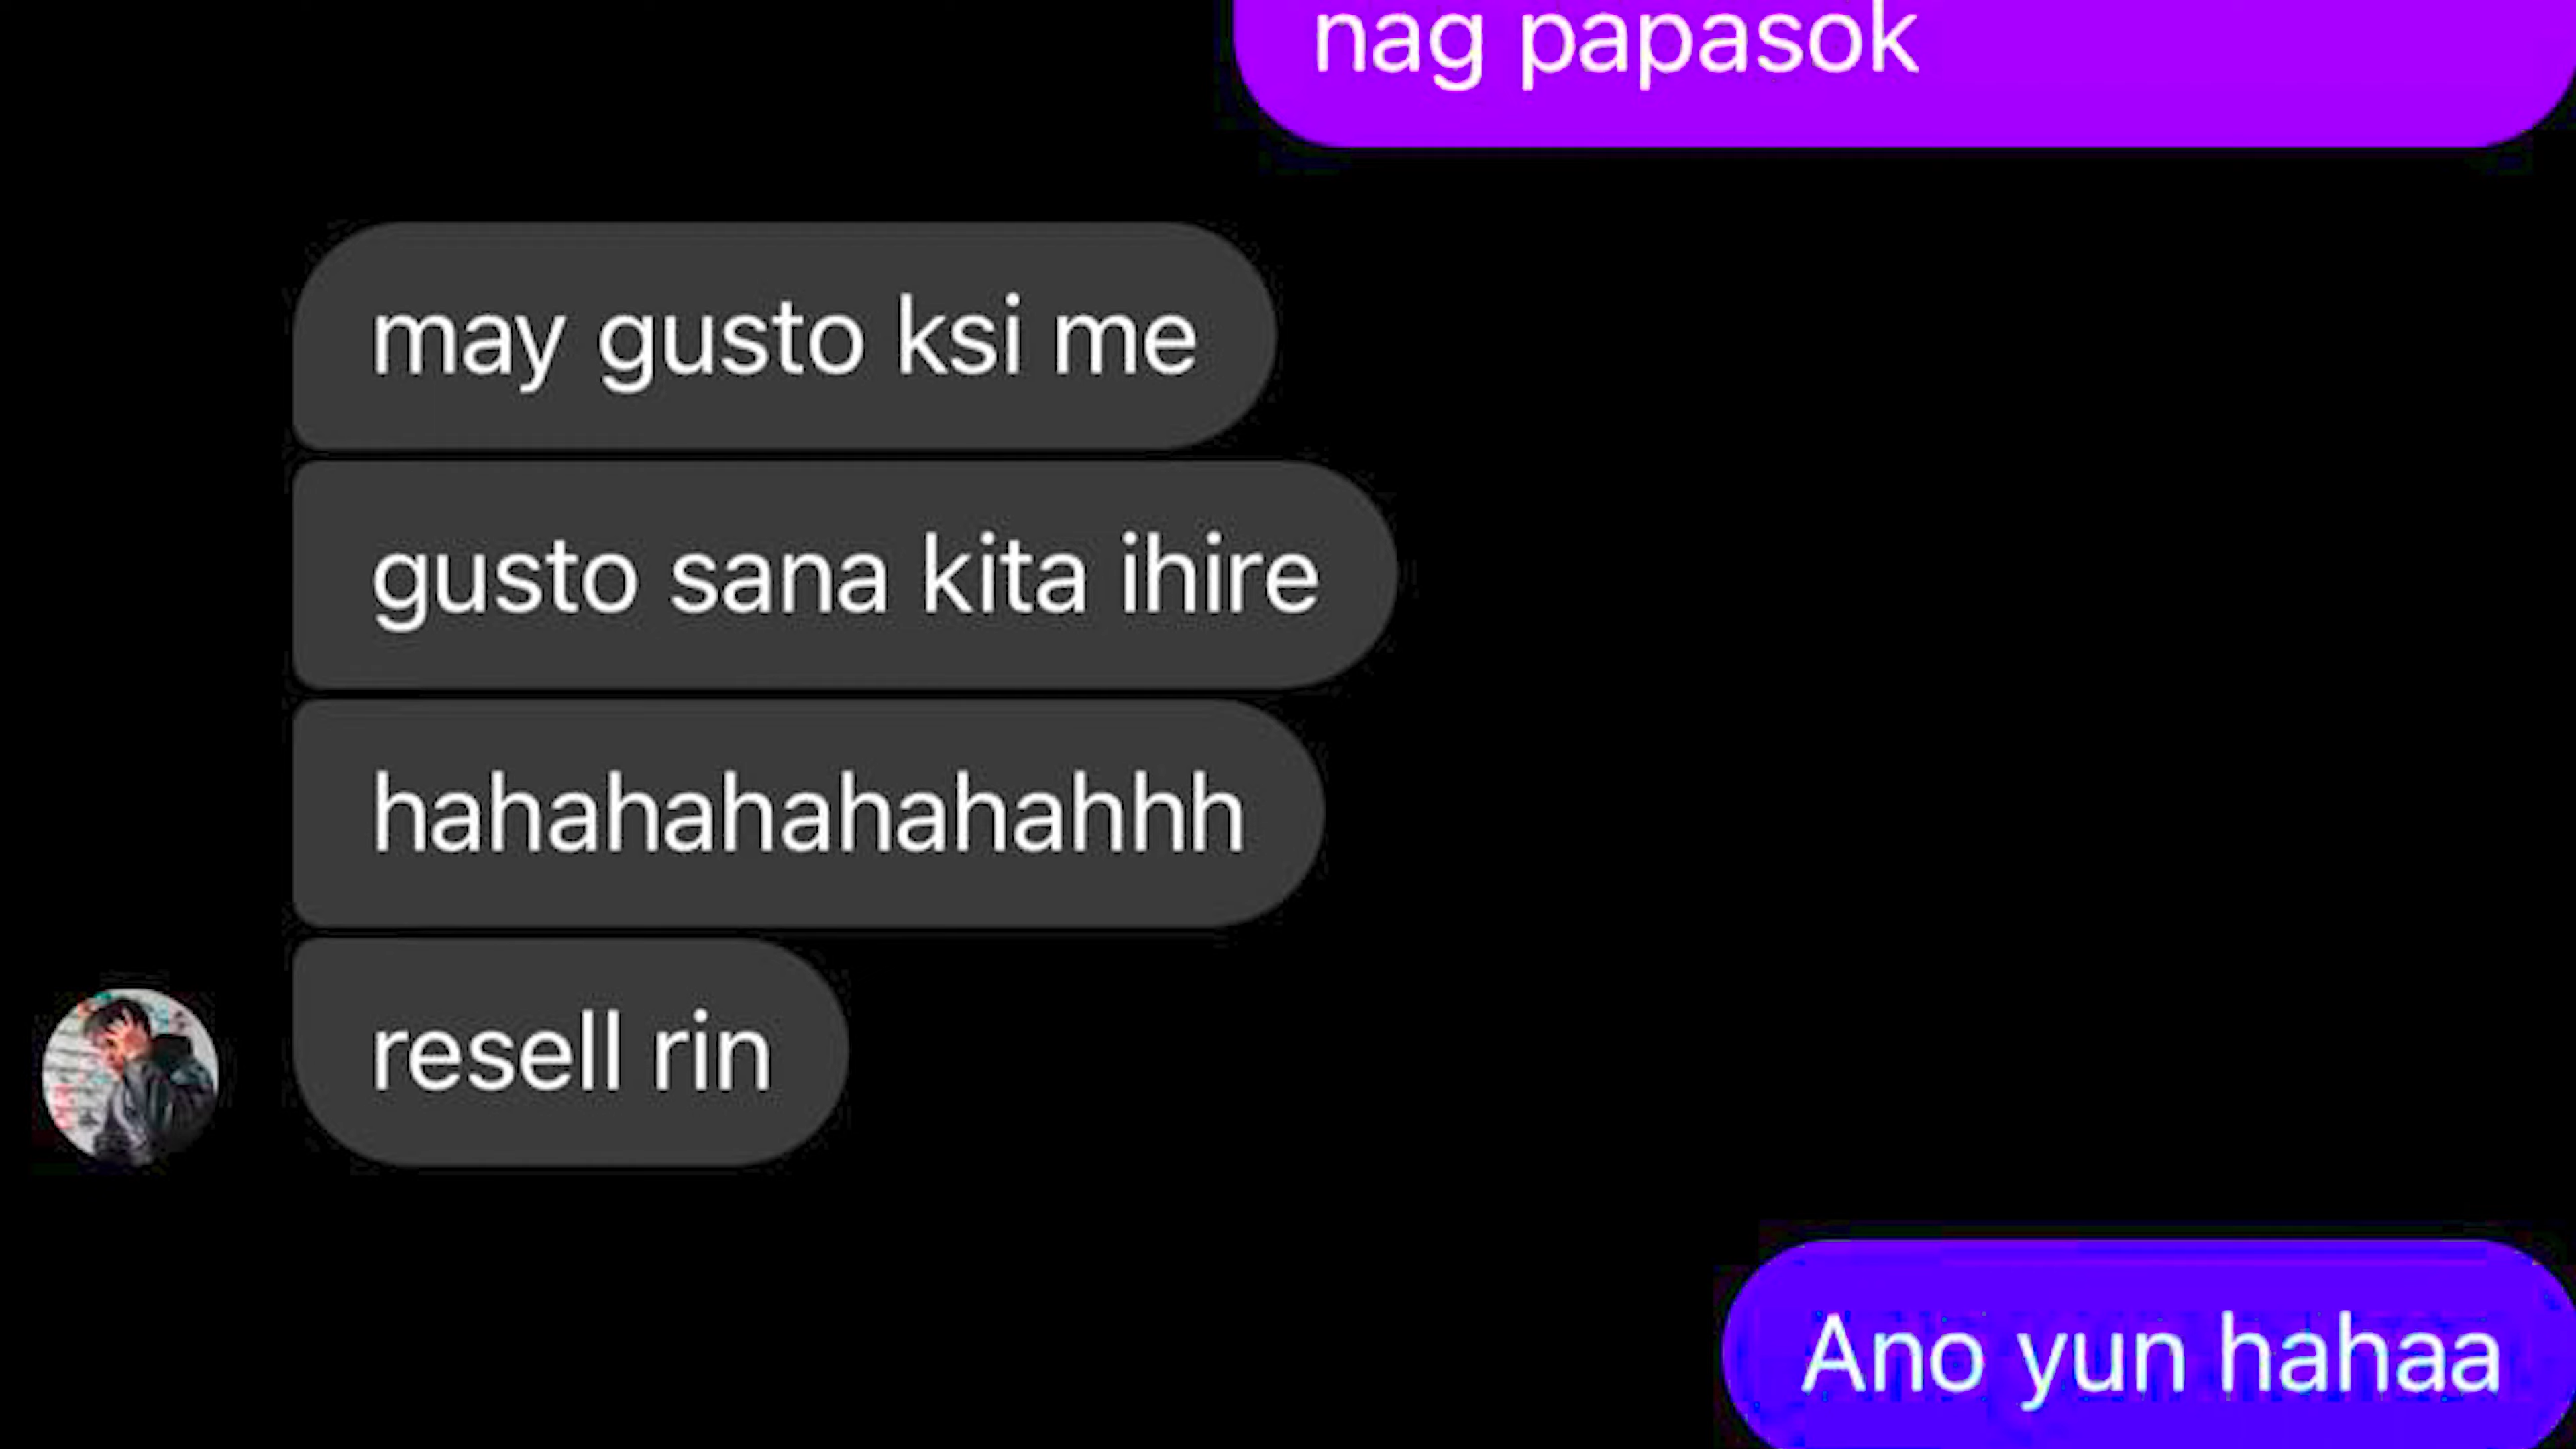 nag papasok
may gusto ksi me
gusto sana kita ihire
hahahahahahahhh
resell rin
Ano yun hahaa